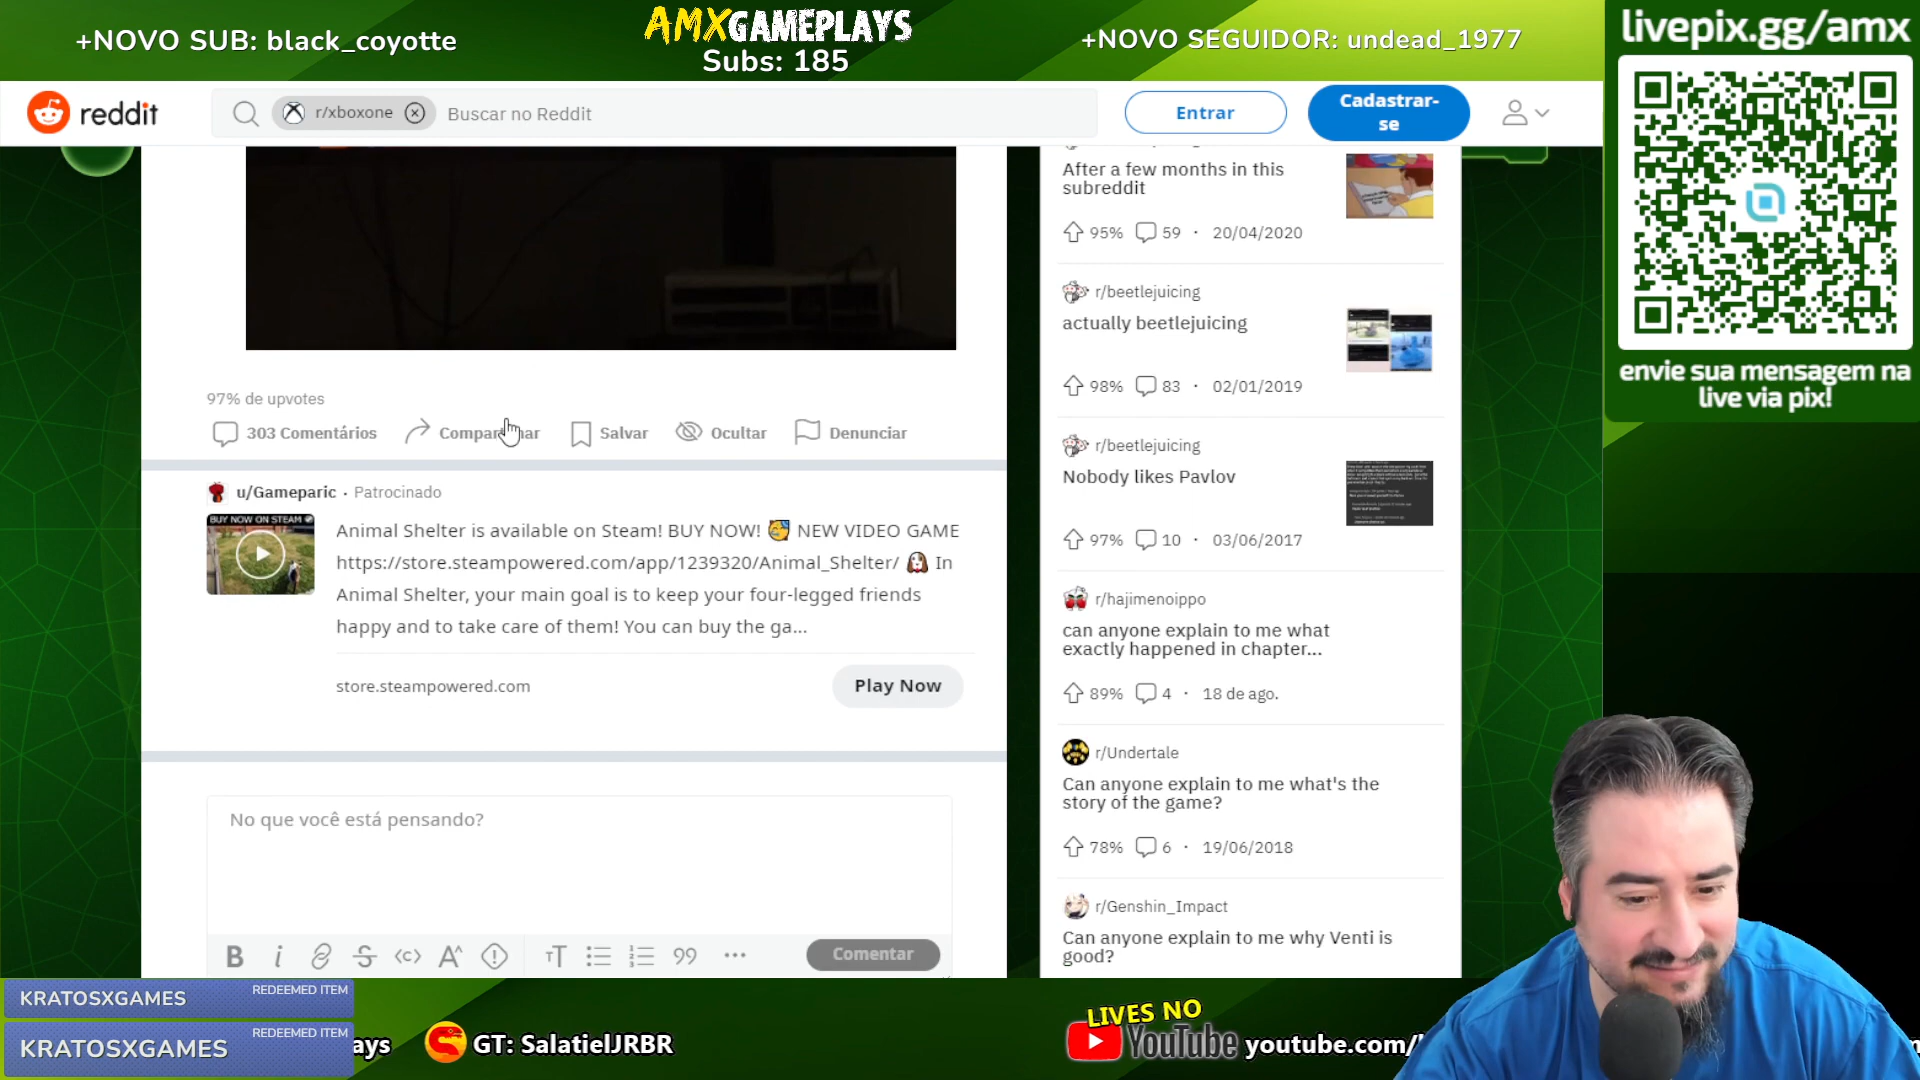 +NOVO SUB: black_coyotte
AMXGAMEPLAYS
Subs: 185
+NOVO SEGUIDOR: undead_1977
livepix.gg/amx
envie sua mensagem na
live via pix!
reddit
r/xboxone
Buscar no Reddit
Entrar
Cadastrar-
se
97% de upvotes
303 Comentários
Salvar
Ocultar
Denunciar
u/Gameparic · Patrocinado
BUY NOW ON STEAM
Animal Shelter is available on Steam! BUY NOW! 🥳 NEW VIDEO GAME
https://store.steampowered.com/app/1239320/Animal_Shelter/ 🐶 In
Animal Shelter, your main goal is to keep your four-legged friends
happy and to take care of them! You can buy the ga...
store.steampowered.com
Play Now
No que você está pensando?
Comentar
After a few months in this
subreddit
95% 59 · 20/04/2020
r/beetlejuicing
actually beetlejuicing
98% 83 · 02/01/2019
r/beetlejuicing
Nobody likes Pavlov
97% 10 · 03/06/2017
r/hajimenoippo
can anyone explain to me what
exactly happened in chapter...
89% 4 · 18 de ago.
r/Undertale
Can anyone explain to me what's the
story of the game?
78% 6 · 19/06/2018
r/Genshin_Impact
Can anyone explain to me why Venti is
good?
KRATOSXGAMES
REDEEMED ITEM
KRATOSXGAMES
REDEEMED ITEM
ays
GT: SalatielJRBR
LIVES NO
YouTube
youtube.com/